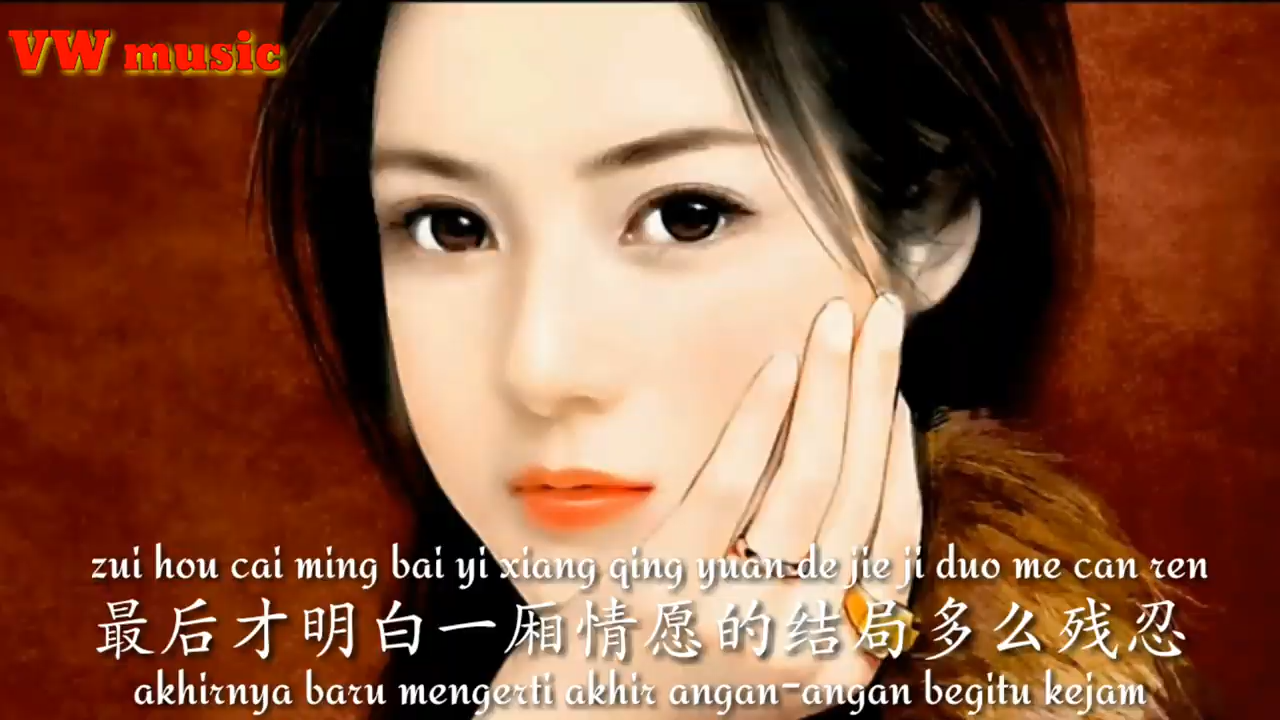 VW music
zui hou cai ming bai yi xiang qing yuan de jie ji duo me can ren
最后才明白一厢情愿的结局多么残忍
akhirnya baru mengerti akhir angan-angan begitu kejam